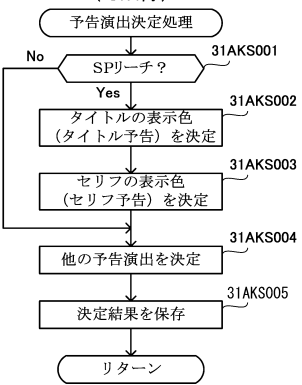 予告演出決定処理
31AKS001
No
SPリーチ?
Yes
31AKS002
タイトルの表示色
(タイトル予告)を決定
31AKS003
セリフの表示色
(セリフ予告)を決定
31AKS004
他の予告演出を決定
31AKS005
決定結果を保存
リターン